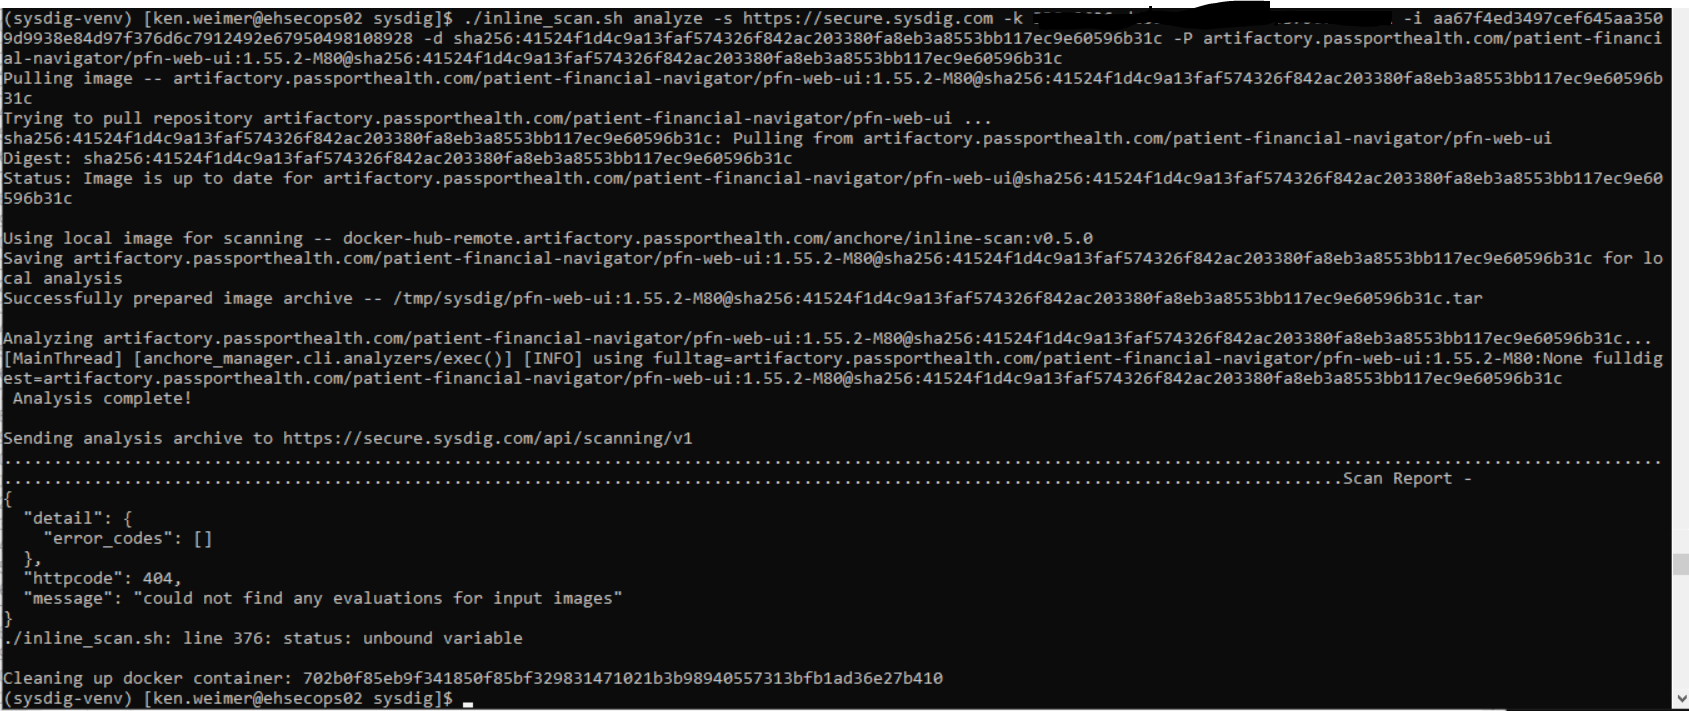 (sysdig-venv) [ken.weimer@ehsecops02 sysdig]$ ./inline_scan.sh analyze -s https://secure.sysdig.com -k -i aa67f4ed3497cef645aa350
9d9938e84d97f376d6c7912492e67950498108928 -d sha256:41524f1d4c9a13faf574326f842ac203380fa8eb3a8553bb117ec9e60596b31c -P artifactory.passporthealth.com/patient-financi
al-navigator/pfn-web-ui:1.55.2-M80@sha256:41524f1d4c9a13faf574326f842ac203380fa8eb3a8553bb117ec9e60596b31c
Pulling image -- artifactory.passporthealth.com/patient-financial-navigator/pfn-web-ui:1.55.2-M80@sha256:41524f1d4c9a13faf574326f842ac203380fa8eb3a8553bb117ec9e60596b
31c
Trying to pull repository artifactory.passporthealth.com/patient-financial-navigator/pfn-web-ui ...
sha256:41524f1d4c9a13faf574326f842ac203380fa8eb3a8553bb117ec9e60596b31c: Pulling from artifactory.passporthealth.com/patient-financial-navigator/pfn-web-ui
Digest: sha256:41524f1d4c9a13faf574326f842ac203380fa8eb3a8553bb117ec9e60596b31c
Status: Image is up to date for artifactory.passporthealth.com/patient-financial-navigator/pfn-web-ui@sha256:41524f1d4c9a13faf574326f842ac203380fa8eb3a8553bb117ec9e60
596b31c
Using local image for scanning -- docker-hub-remote.artifactory.passporthealth.com/anchore/inline-scan:v0.5.0
Saving artifactory.passporthealth.com/patient-financial-navigator/pfn-web-ui:1.55.2-M80@sha256:41524f1d4c9a13faf574326f842ac203380fa8eb3a8553bb117ec9e60596b31c for lo
cal analysis
Successfully prepared image archive -- /tmp/sysdig/pfn-web-ui:1.55.2-M80@sha256:41524f1d4c9a13faf574326f842ac203380fa8eb3a8553bb117ec9e60596b31c.tar
Analyzing artifactory.passporthealth.com/patient-financial-navigator/pfn-web-ui:1.55.2-M80@sha256:41524f1d4c9a13faf574326f842ac203380fa8eb3a8553bb117ec9e60596b31c...
[MainThread] [anchore_manager.cli.analyzers/exec()] [INFO] using fulltag=artifactory.passporthealth.com/patient-financial-navigator/pfn-web-ui:1.55.2-M80:None fulldig
est=artifactory.passporthealth.com/patient-financial-navigator/pfn-web-ui:1.55.2-M80@sha256:41524f1d4c9a13faf574326f842ac203380fa8eb3a8553bb117ec9e60596b31c
Analysis complete!
Sending analysis archive to https://secure.sysdig.com/api/scanning/v1
......................................................................................................................................................................
......................................................................................................................................Scan Report -
{
"detail": {
"error_codes": []
},
"httpcode": 404,
"message": "could not find any evaluations for input images"
}
./inline_scan.sh: line 376: status: unbound variable
Cleaning up docker container: 702b0f85eb9f341850f85bf329831471021b3b98940557313bfb1ad36e27b410
(sysdig-venv) [ken.weimer@ehsecops02 sysdig]$